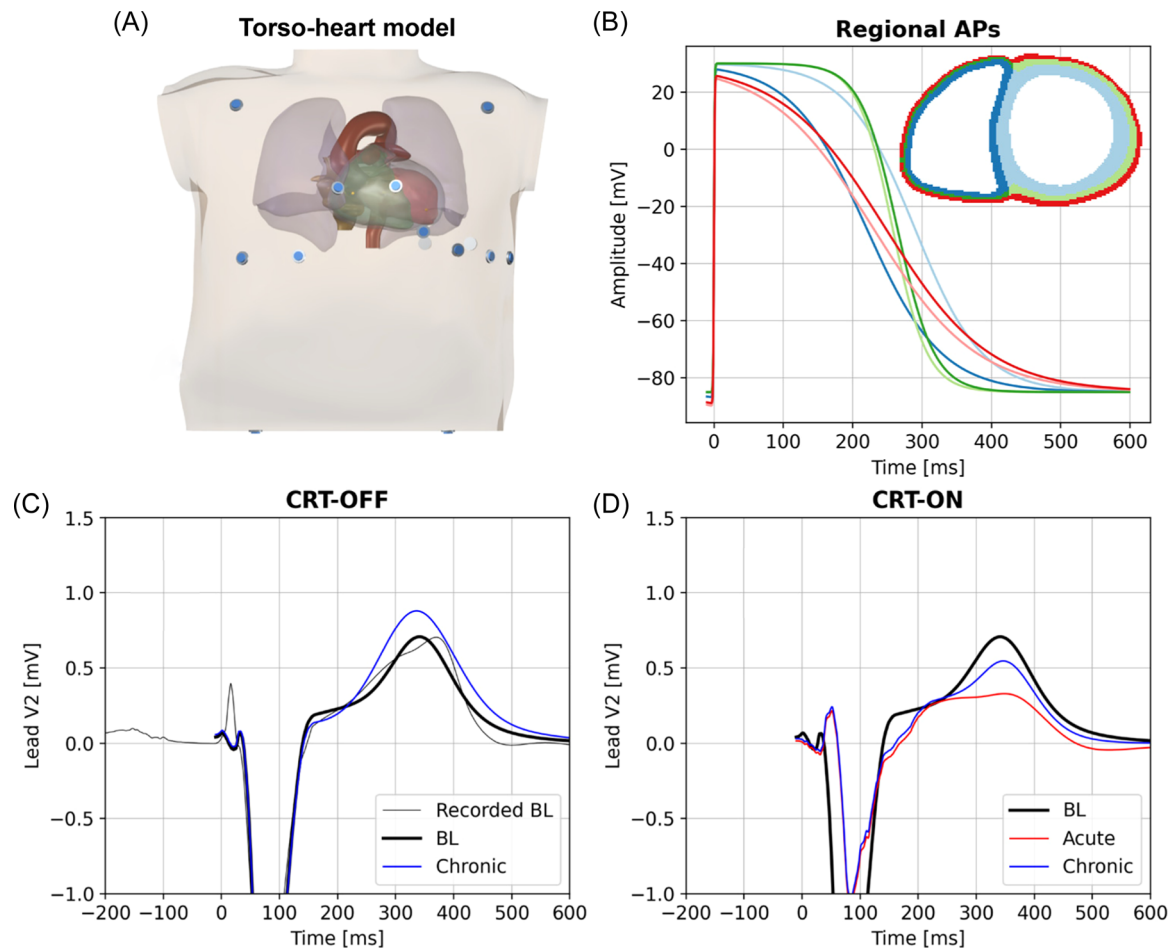 (A)
Torso-heart model
(B)
Regional APs
20
0
−20
−40
−60
−80
Amplitude [mV]
0 100 200 300 400 500 600
Time [ms]
(C)
CRT-OFF
1.5
1.0
0.5
0.0
−0.5
−1.0
Lead V2 [mV]
Recorded BL
BL
Chronic
−200 −100 0 100 200 300 400 500 600
Time [ms]
(D)
CRT-ON
1.5
1.0
0.5
0.0
−0.5
−1.0
Lead V2 [mV]
BL
Acute
Chronic
−200 −100 0 100 200 300 400 500 600
Time [ms]